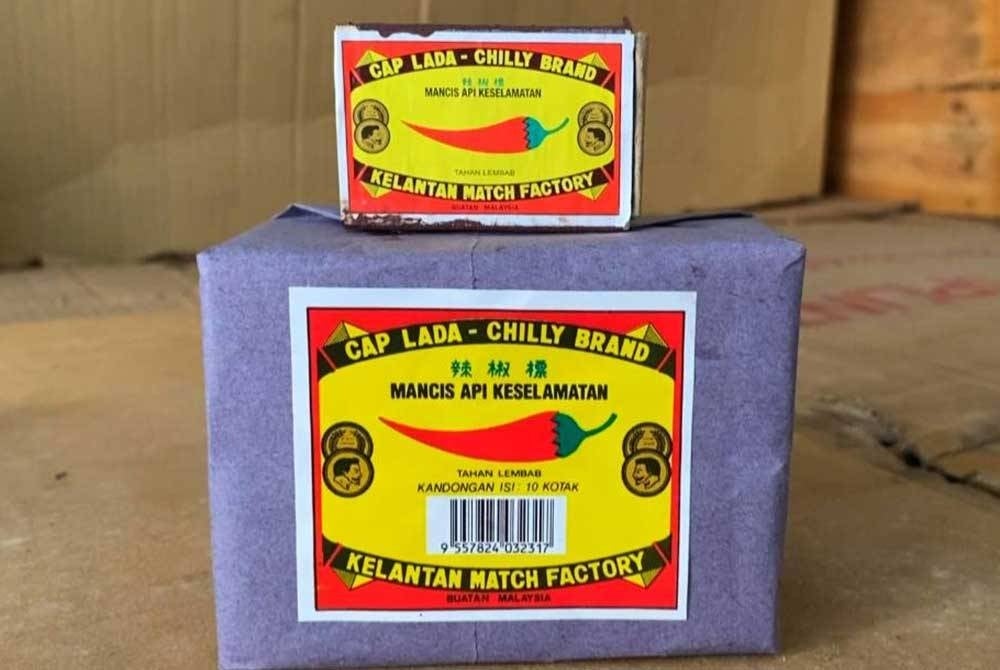 CAP LADA - CHILLY BRAND
辣椒標
MANCIS API KESELAMATAN
TAHAN LEMBAB
KELANTAN MATCH FACTORY
BUATAN MALAYSIA
CAP LADA - CHILLY BRAND
辣椒標
MANCIS API KESELAMATAN
TAHAN LEMBAB
KANDONGAN ISI: 10 KOTAK
9 557824 032317
KELANTAN MATCH FACTORY
BUATAN MALAYSIA